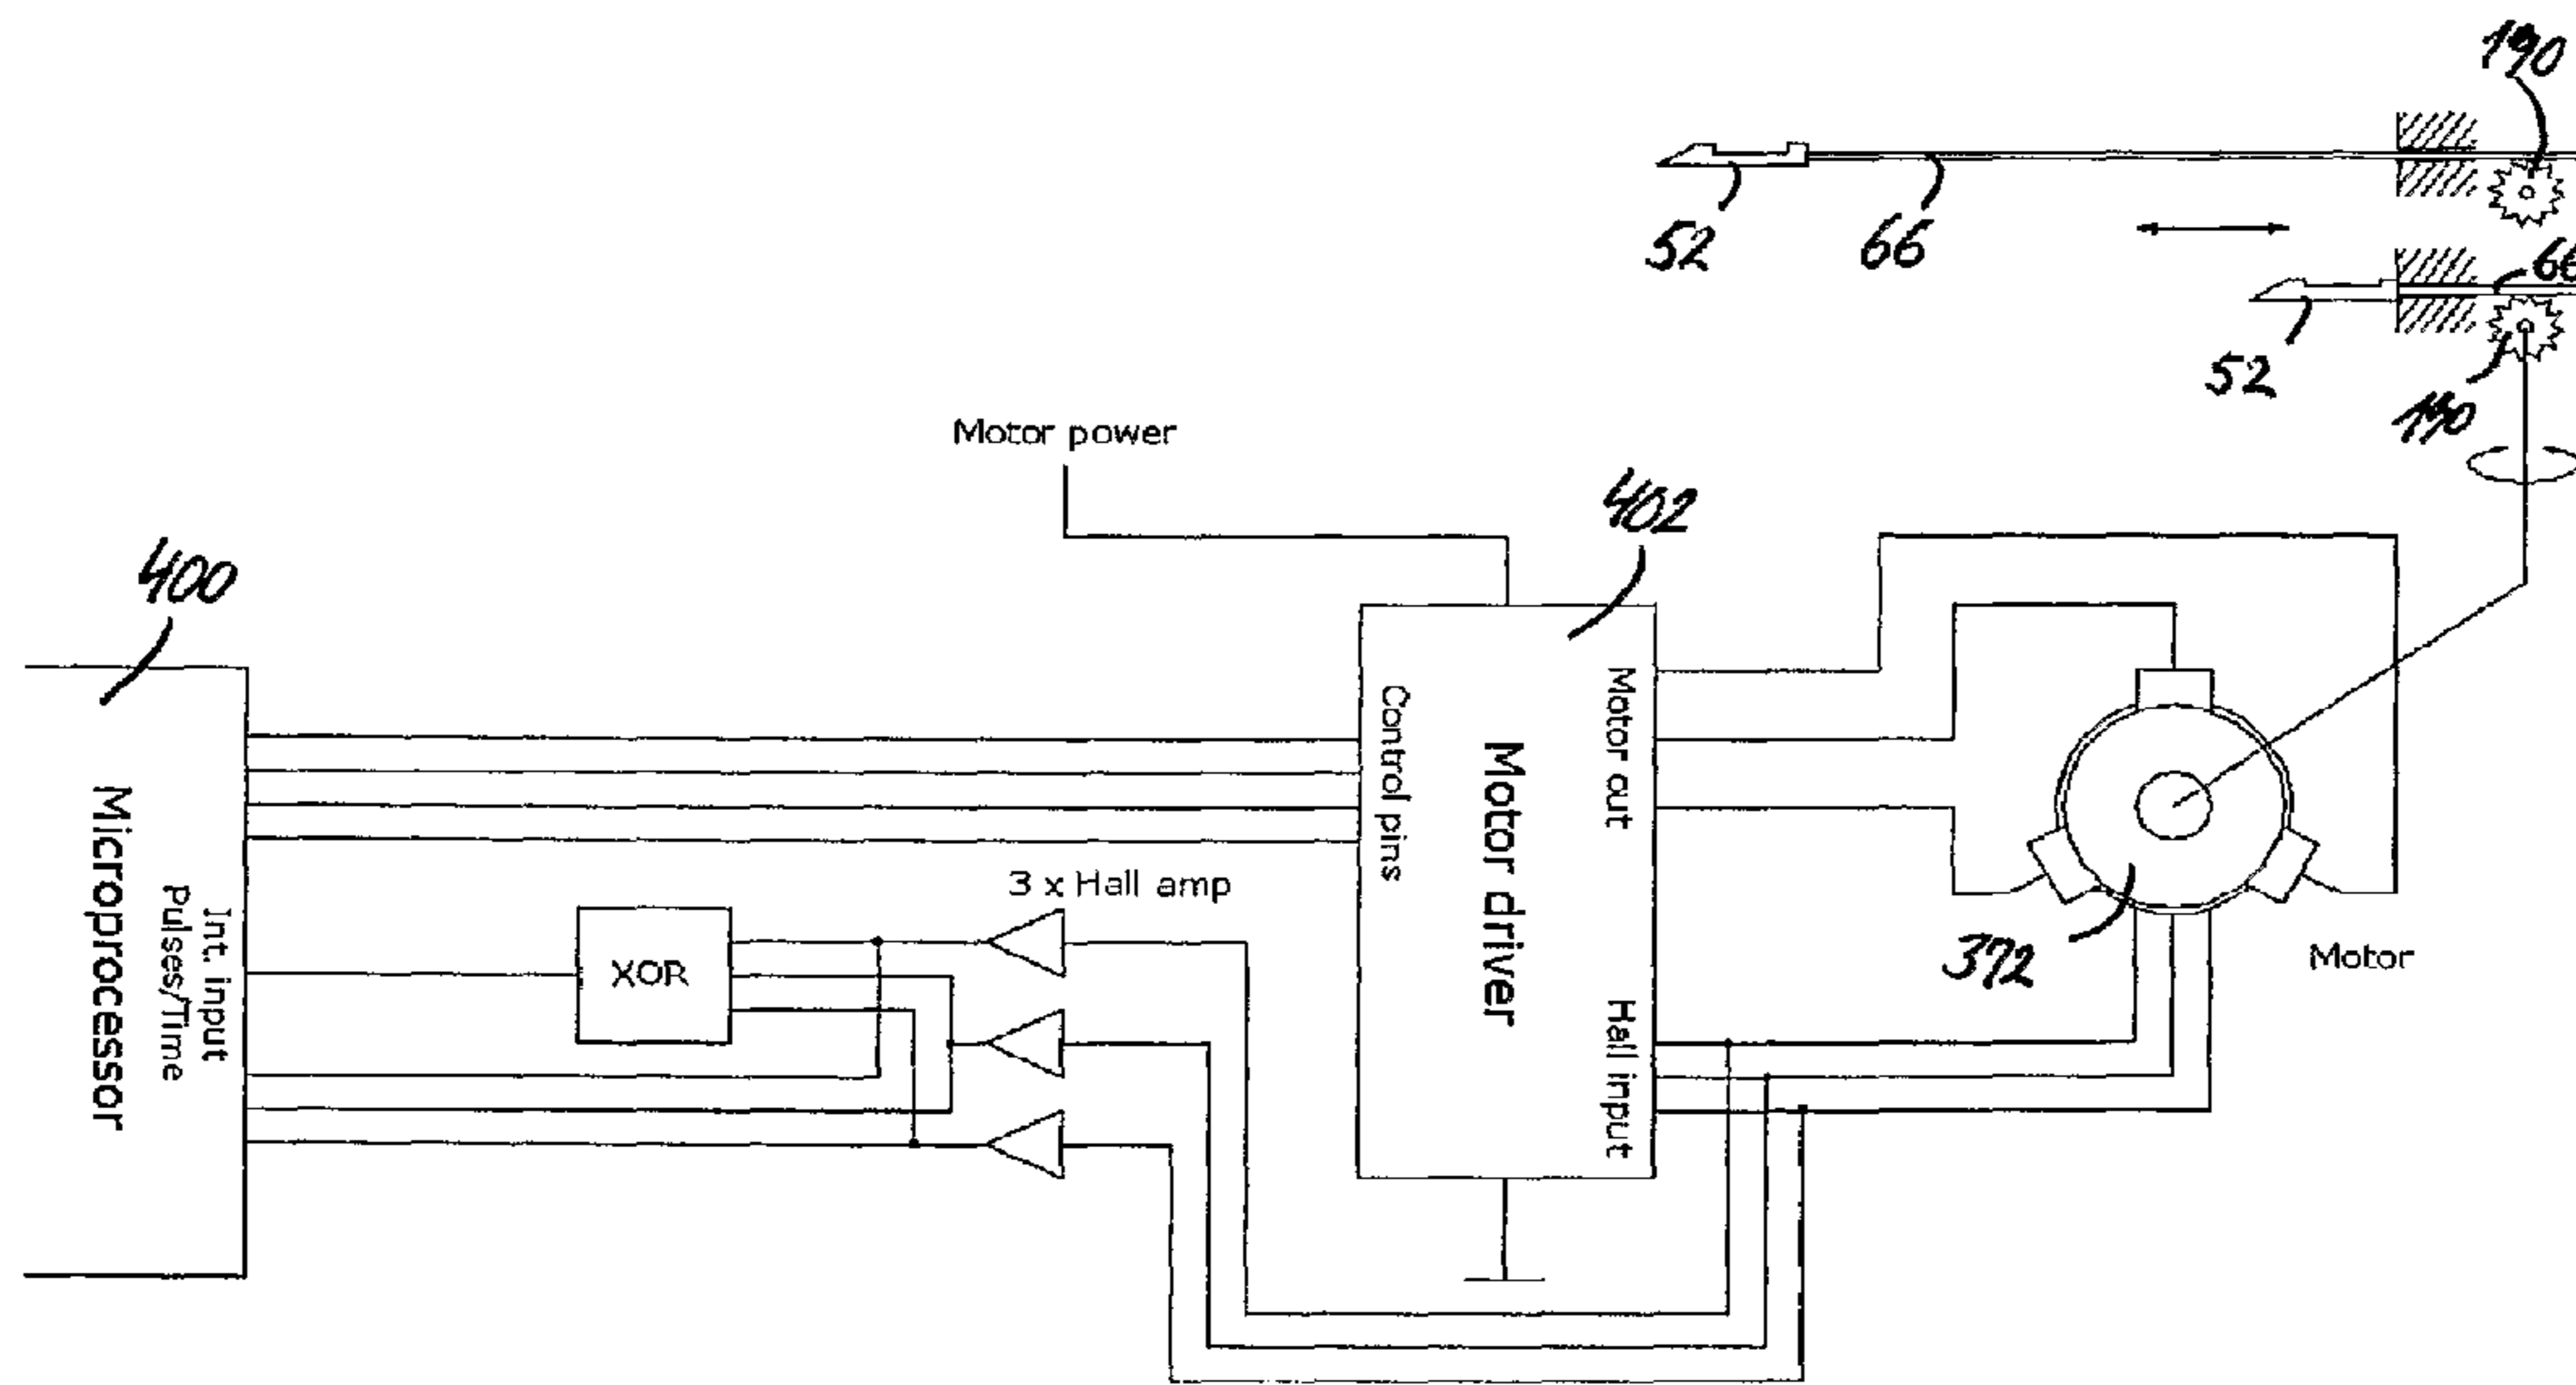 190
52
66
66
52
190
Motor power
402
400
Control pins
Motor driver
Motor out
Hall input
3 x Hall amp
XOR
Int. input
Pulses/Time
Microprocessor
372
Motor